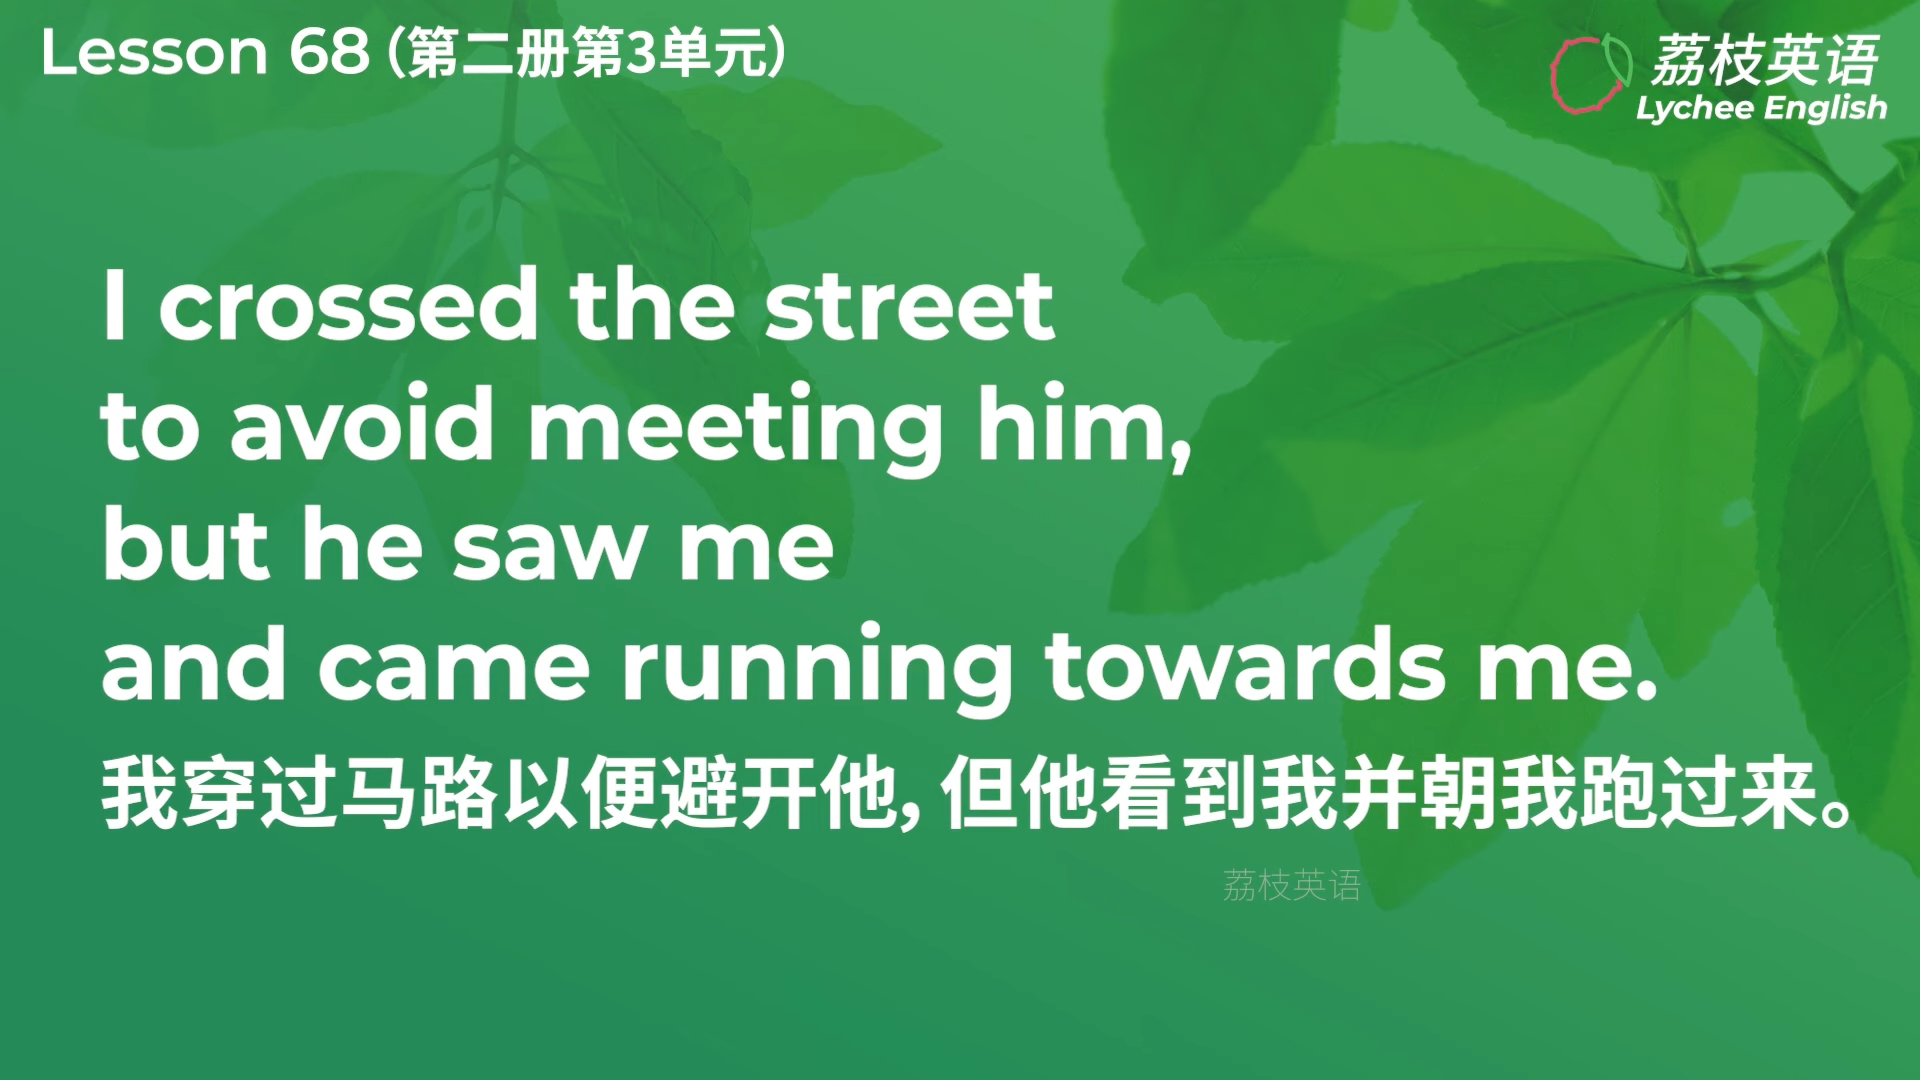 Lesson 68（第二册第3单元）
荔枝英语
Lychee English
I crossed the street
to avoid meeting him,
but he saw me
and came running towards me.
我穿过马路以便避开他, 但他看到我并朝我跑过来。
荔枝英语